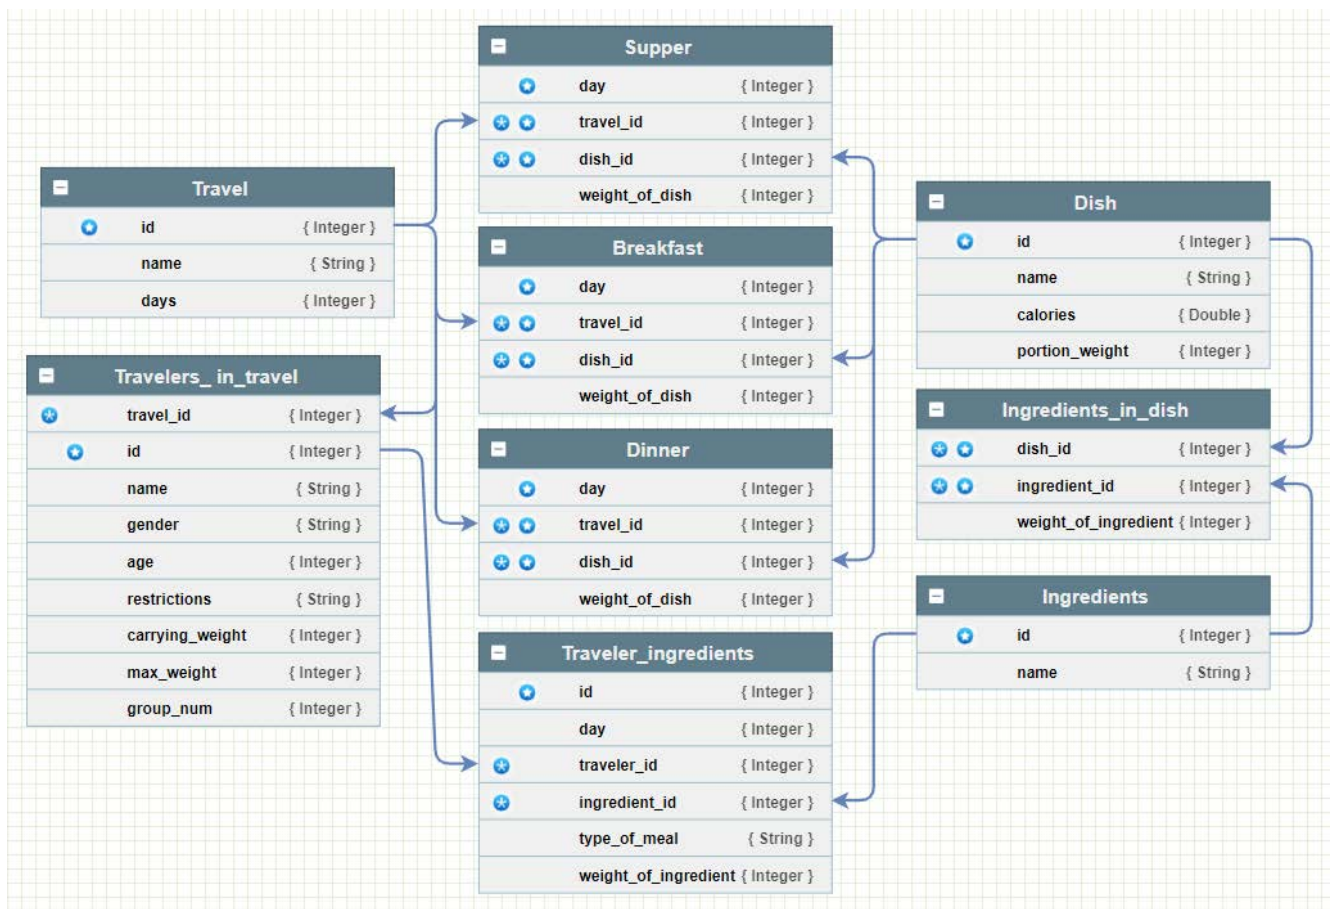 Supper
day { Integer }
travel_id { Integer }
dish_id { Integer }
weight_of_dish { Integer }
Travel
id { Integer }
name { String }
days { Integer }
Dish
id { Integer }
name { String }
calories { Double }
portion_weight { Integer }
Breakfast
day { Integer }
travel_id { Integer }
dish_id { Integer }
weight_of_dish { Integer }
Travelers_ in_travel
travel_id { Integer }
id { Integer }
name { String }
gender { String }
age { Integer }
restrictions { String }
carrying_weight { Integer }
max_weight { Integer }
group_num { Integer }
Ingredients_in_dish
dish_id { Integer }
ingredient_id { Integer }
weight_of_ingredient { Integer }
Dinner
day { Integer }
travel_id { Integer }
dish_id { Integer }
weight_of_dish { Integer }
Ingredients
id { Integer }
name { String }
Traveler_ingredients
id { Integer }
day { Integer }
traveler_id { Integer }
ingredient_id { Integer }
type_of_meal { String }
weight_of_ingredient { Integer }